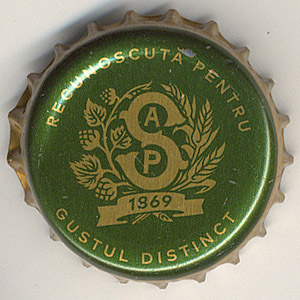 RECUNOSCUTĂ PENTRU
A
S
P
1869
GUSTUL DISTINCT